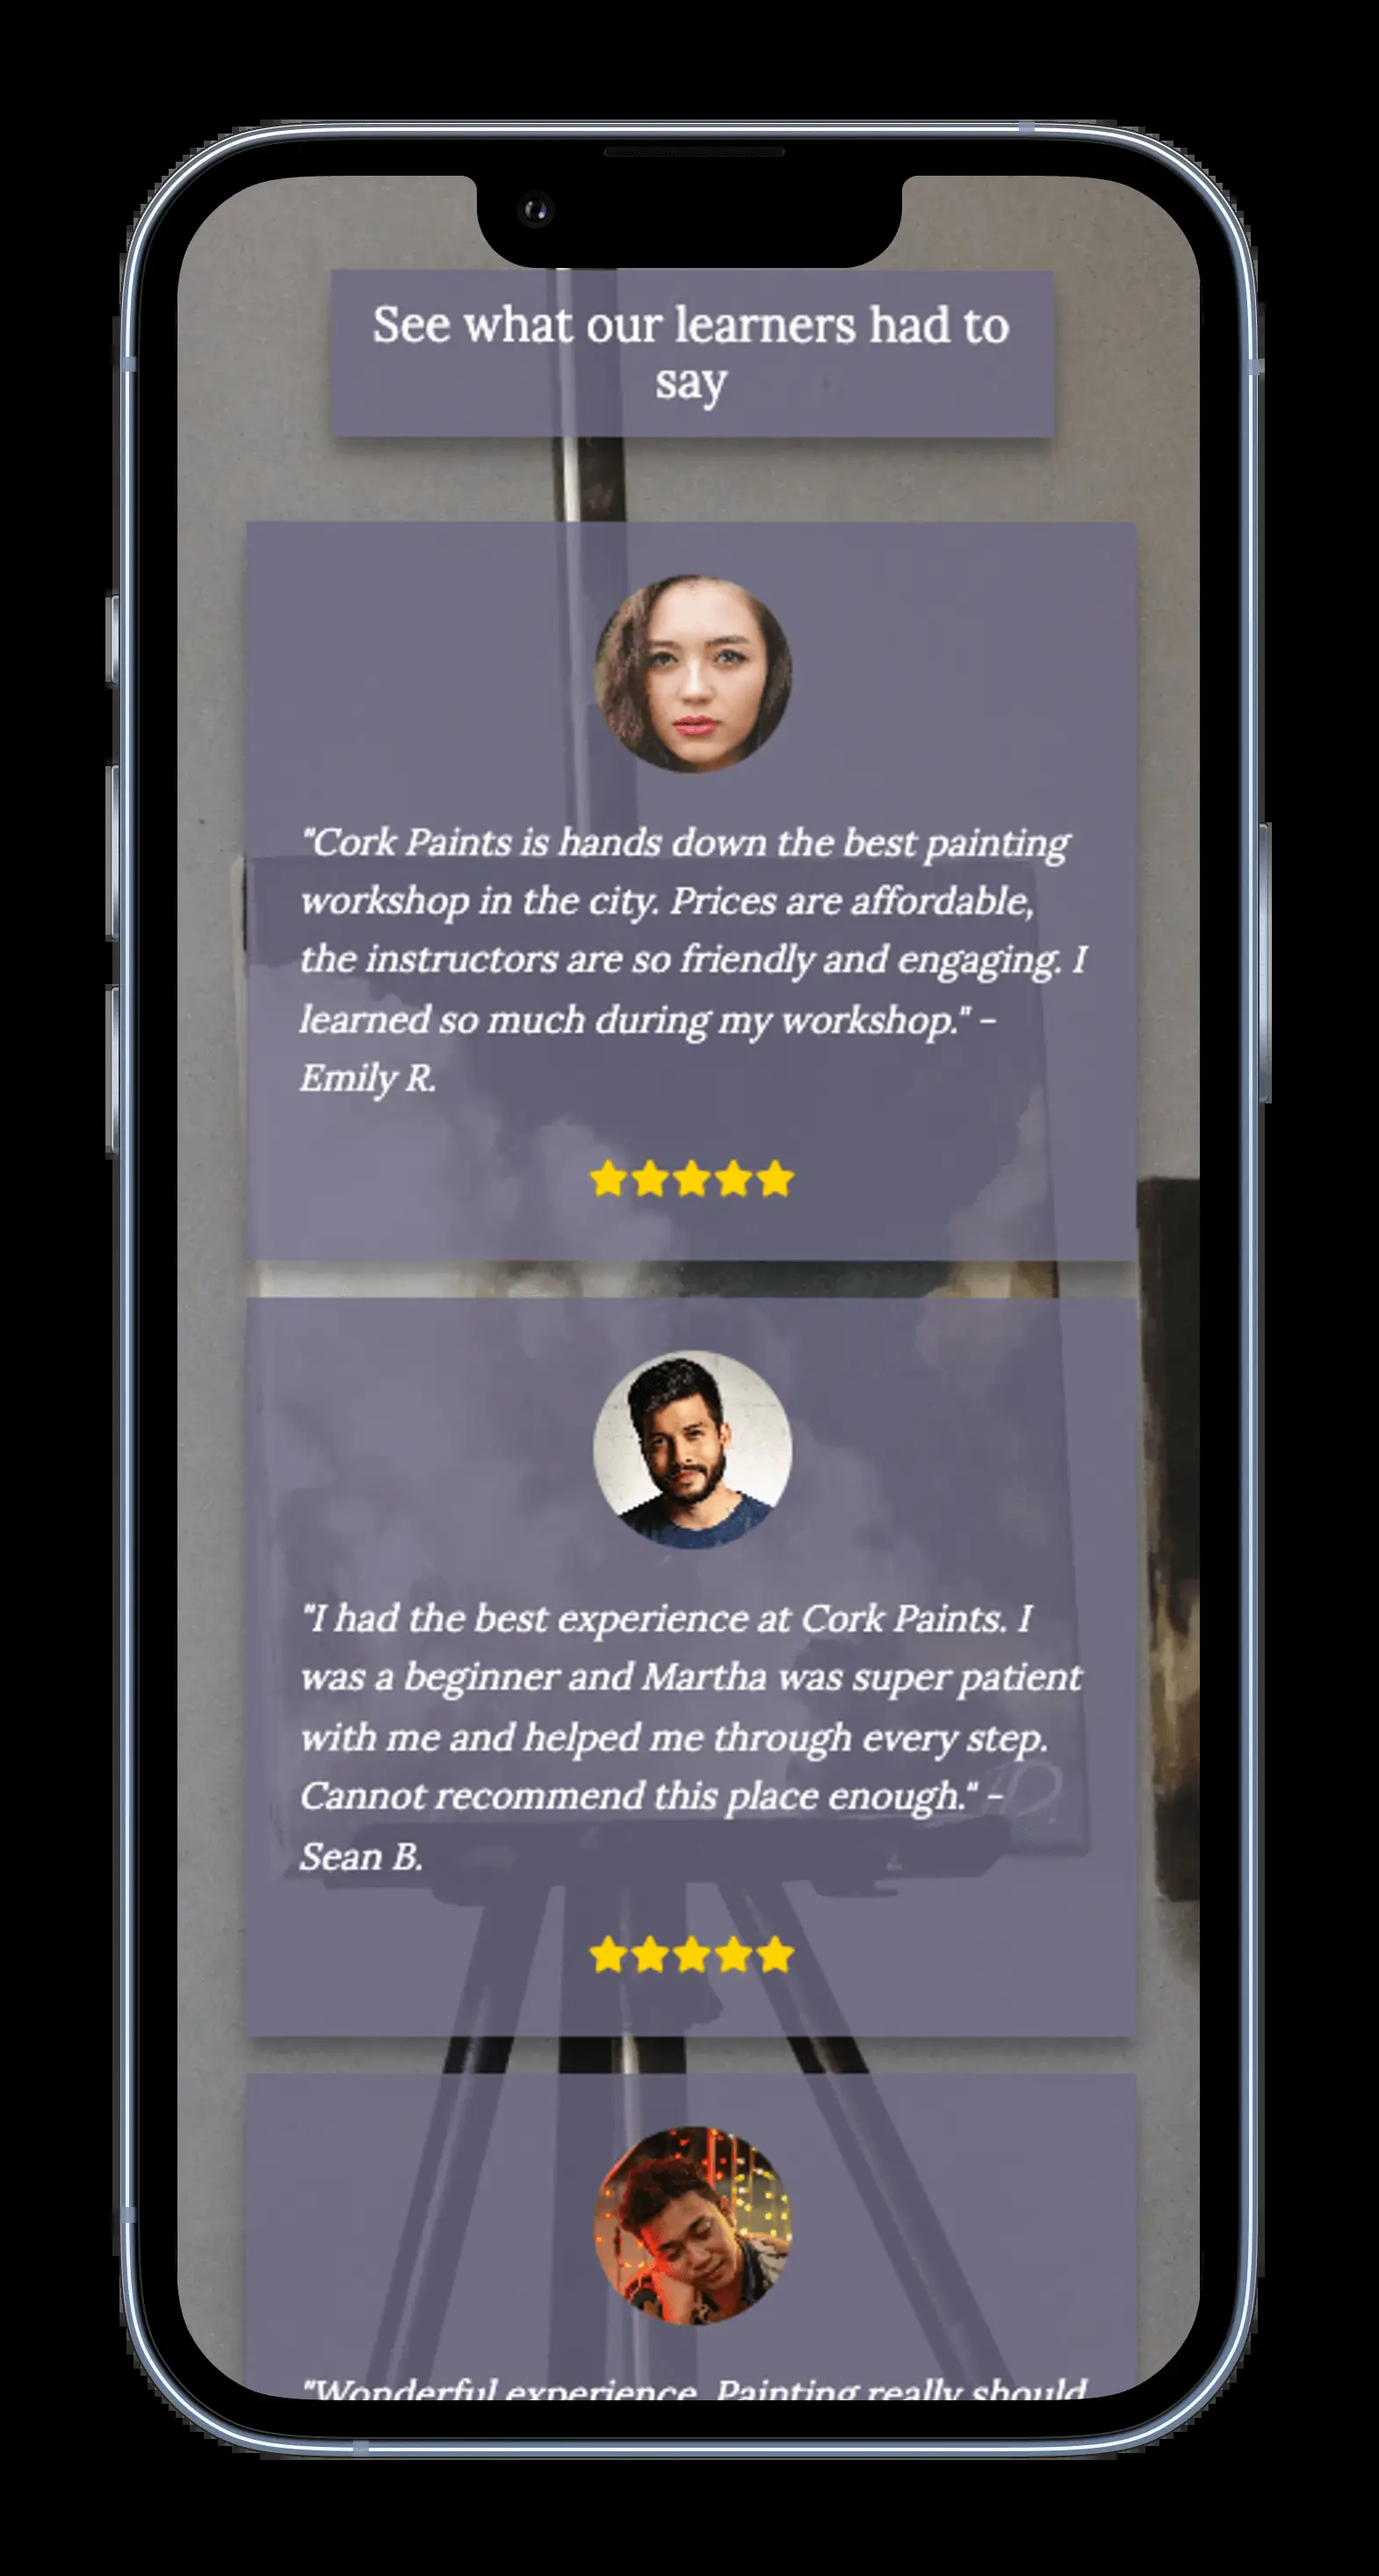 See what our learners had to
say
"Cork Paints is hands down the best painting
workshop in the city. Prices are affordable,
the instructors are so friendly and engaging. I
learned so much during my workshop." -
Emily R.
"I had the best experience at Cork Paints. I
was a beginner and Martha was super patient
with me and helped me through every step.
Cannot recommend this place enough." -
Sean B.
"Wonderful experience. Painting really should